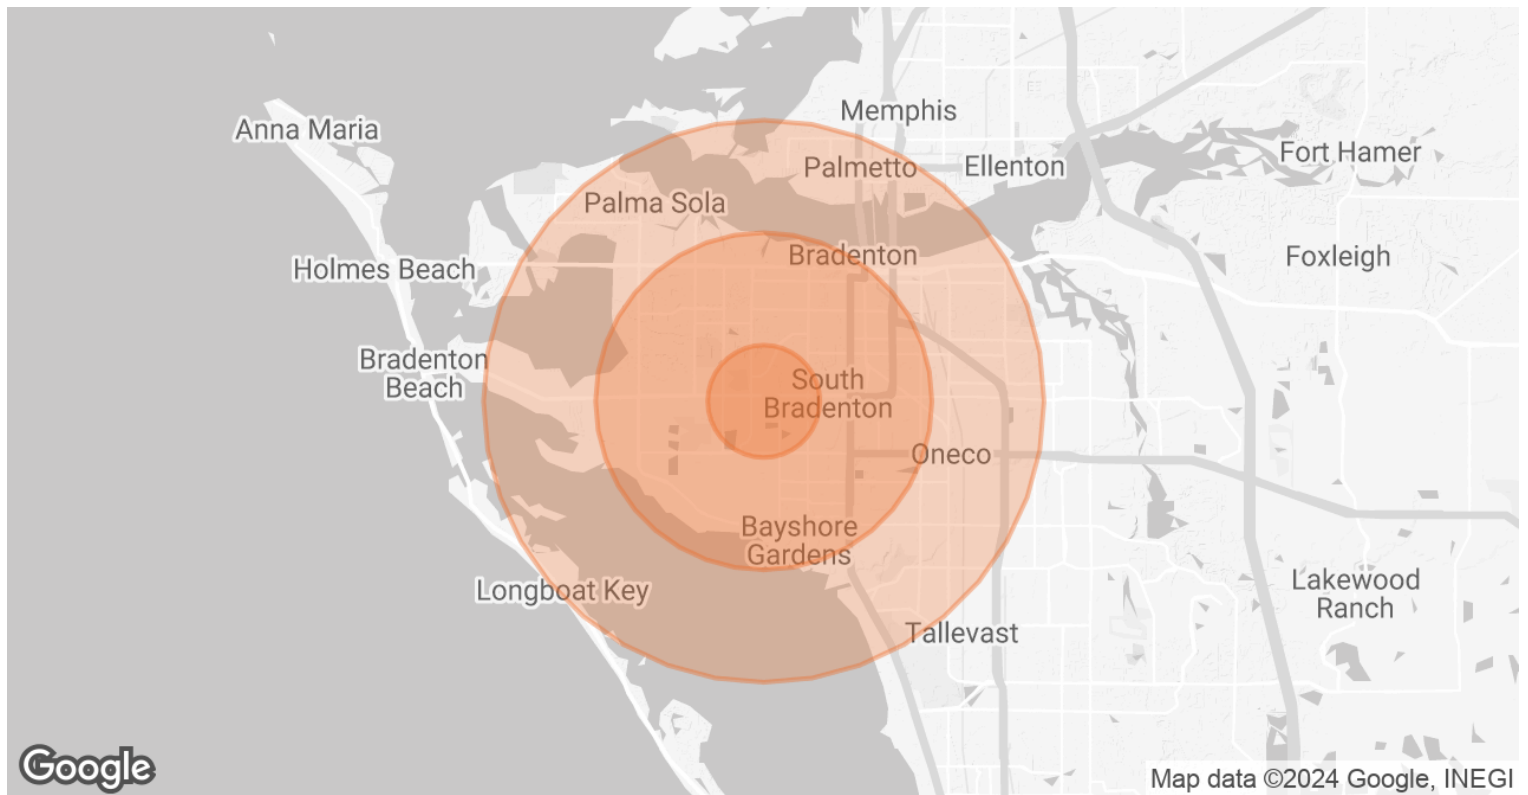 Memphis
Anna Maria
Fort Hamer
Palmetto
Ellenton
Palma Sola
Bradenton
Foxleigh
Holmes Beach
Bradenton
Beach
South
Bradenton
Oneco
Bayshore
Gardens
Longboat Key
Lakewood
Ranch
Tallevast
Google
Map data ©2024 Google, INEGI